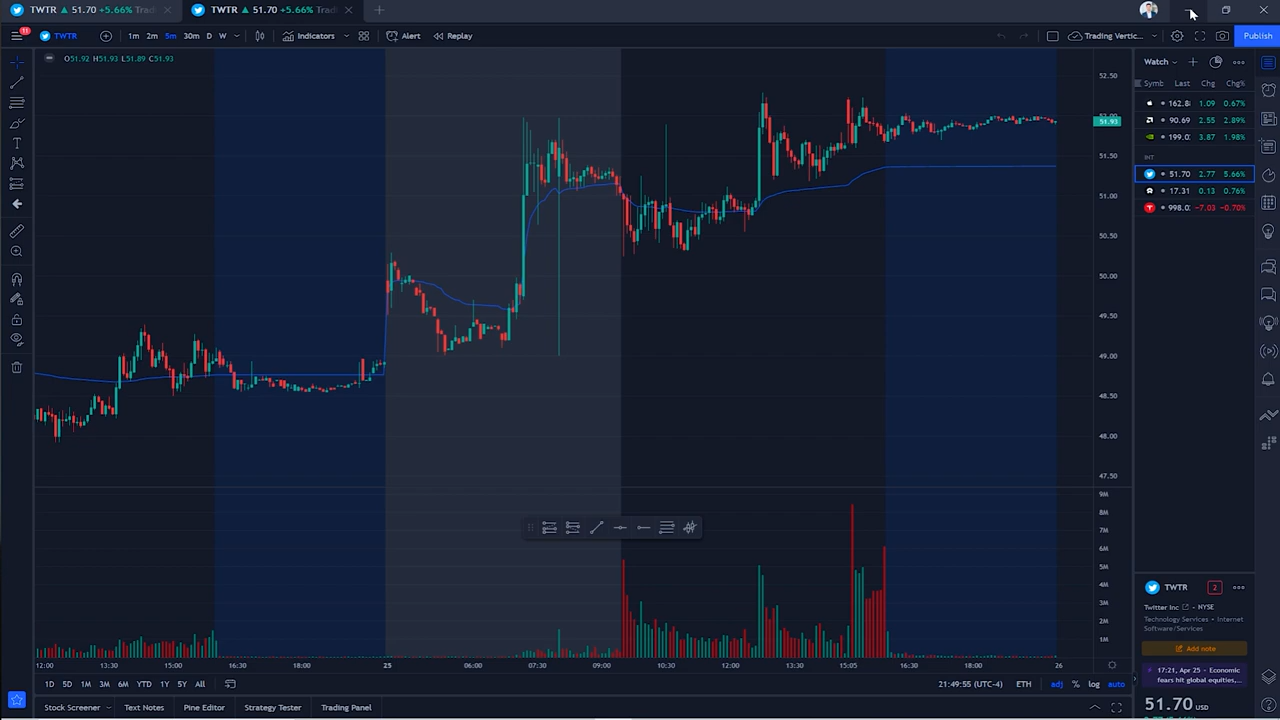 TWTR ▲ 51.70 +5.66% Tradi
TWTR ▲ 51.70 +5.66% Tradi
11 TWTR 1m 2m 5m 30m D W Indicators Alert Replay Trading Vertic... Publish
O51.92 H51.93 L51.89 C51.93
Watch
Symb Last Chg Chg%
162.8 1.09 0.67%
90.69 2.55 2.89%
199.0 3.87 1.98%
INT
51.70 2.77 5.66%
17.31 0.13 0.76%
998.0 −7.03 −0.70%
52.50
52.00
51.93
51.50
51.00
50.50
50.00
49.50
49.00
48.50
48.00
47.50
9M
8M
7M
6M
5M
4M
3M
2M
1M
12:00 13:30 15:00 16:30 18:00 25 06:00 07:30 09:00 10:30 12:00 13:30 15:05 16:30 18:00 26
TWTR 2
Twitter Inc - NYSE
Technology Services • Internet
Software/Services
Add note
17:21, Apr 25 – Economic
fears hit global equities,
51.70 USD
1D 5D 1M 3M 6M YTD 1Y 5Y All 21:49:55 (UTC-4) ETH adj % log auto
Stock Screener Text Notes Pine Editor Strategy Tester Trading Panel